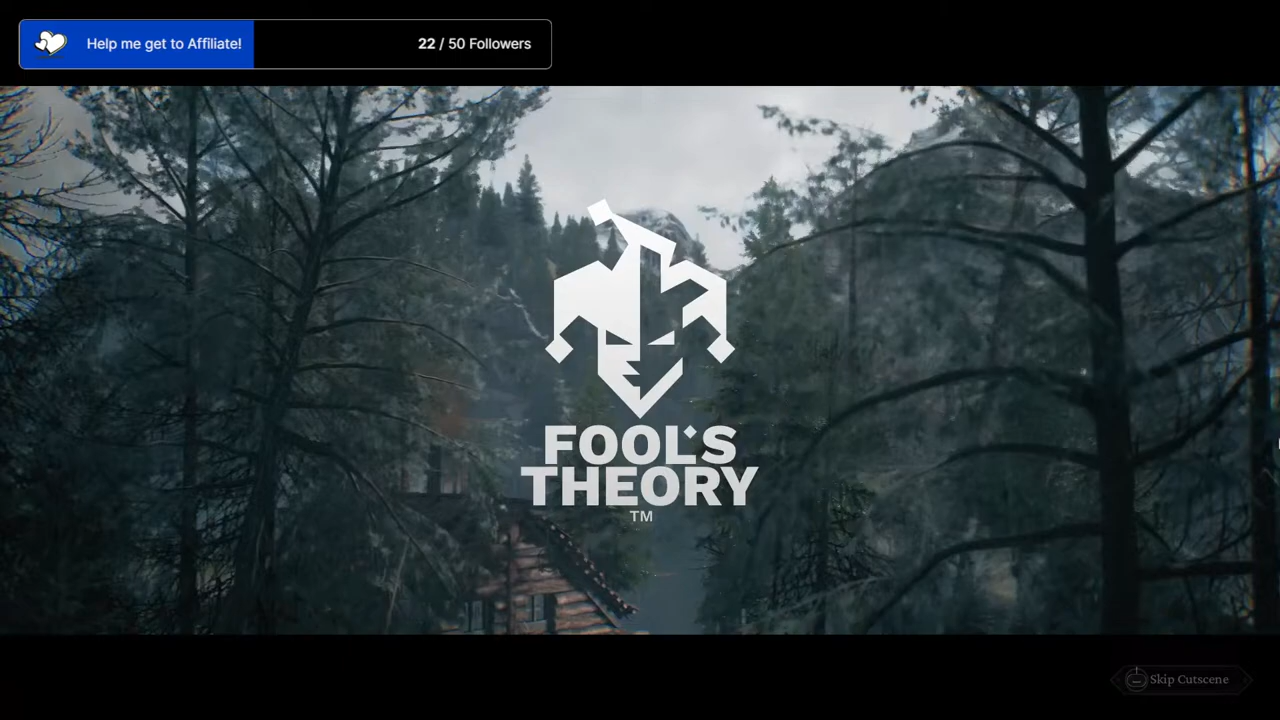 Help me get to Affiliate!
22 / 50 Followers
FOOL'S
THEORY
TM
Skip Cutscene